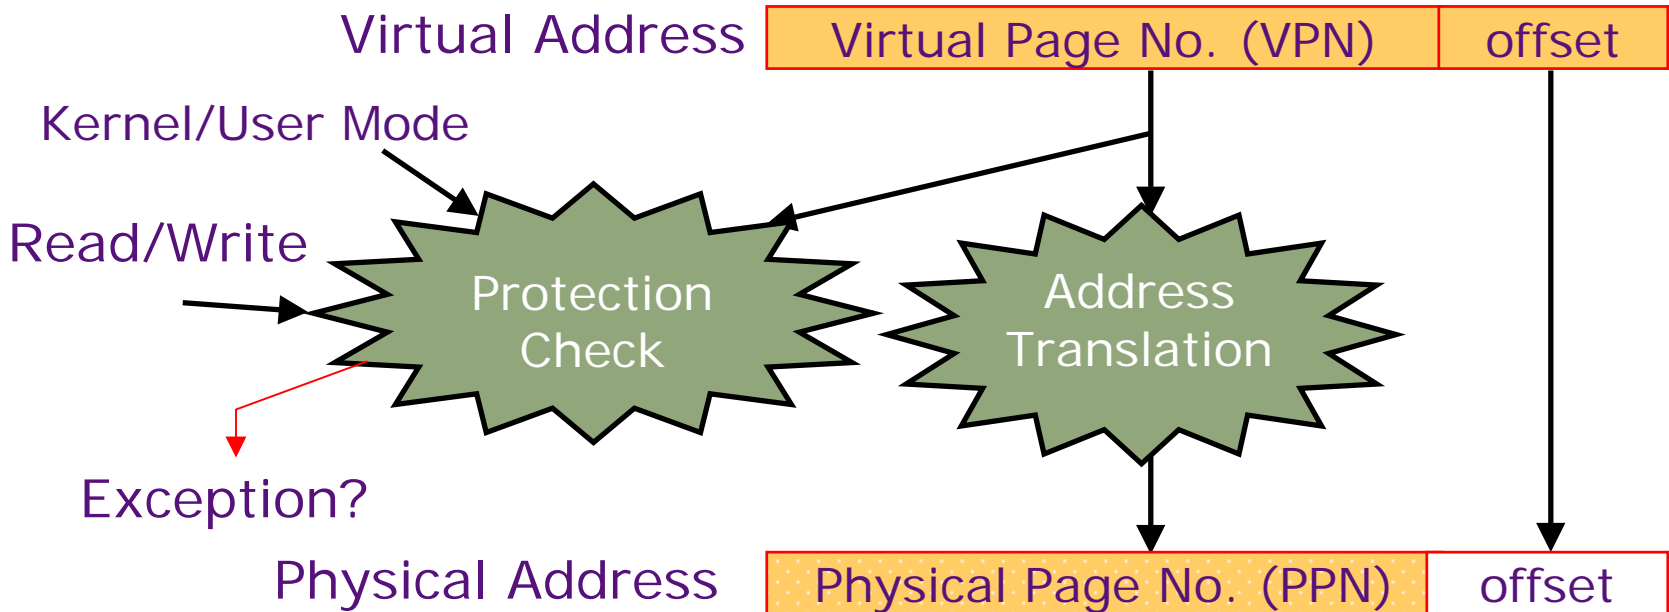 Virtual Address
Virtual Page No. (VPN)
offset
Kernel/User Mode
Read/Write
Protection
Check
Address
Translation
Exception?
Physical Address
Physical Page No. (PPN)
offset